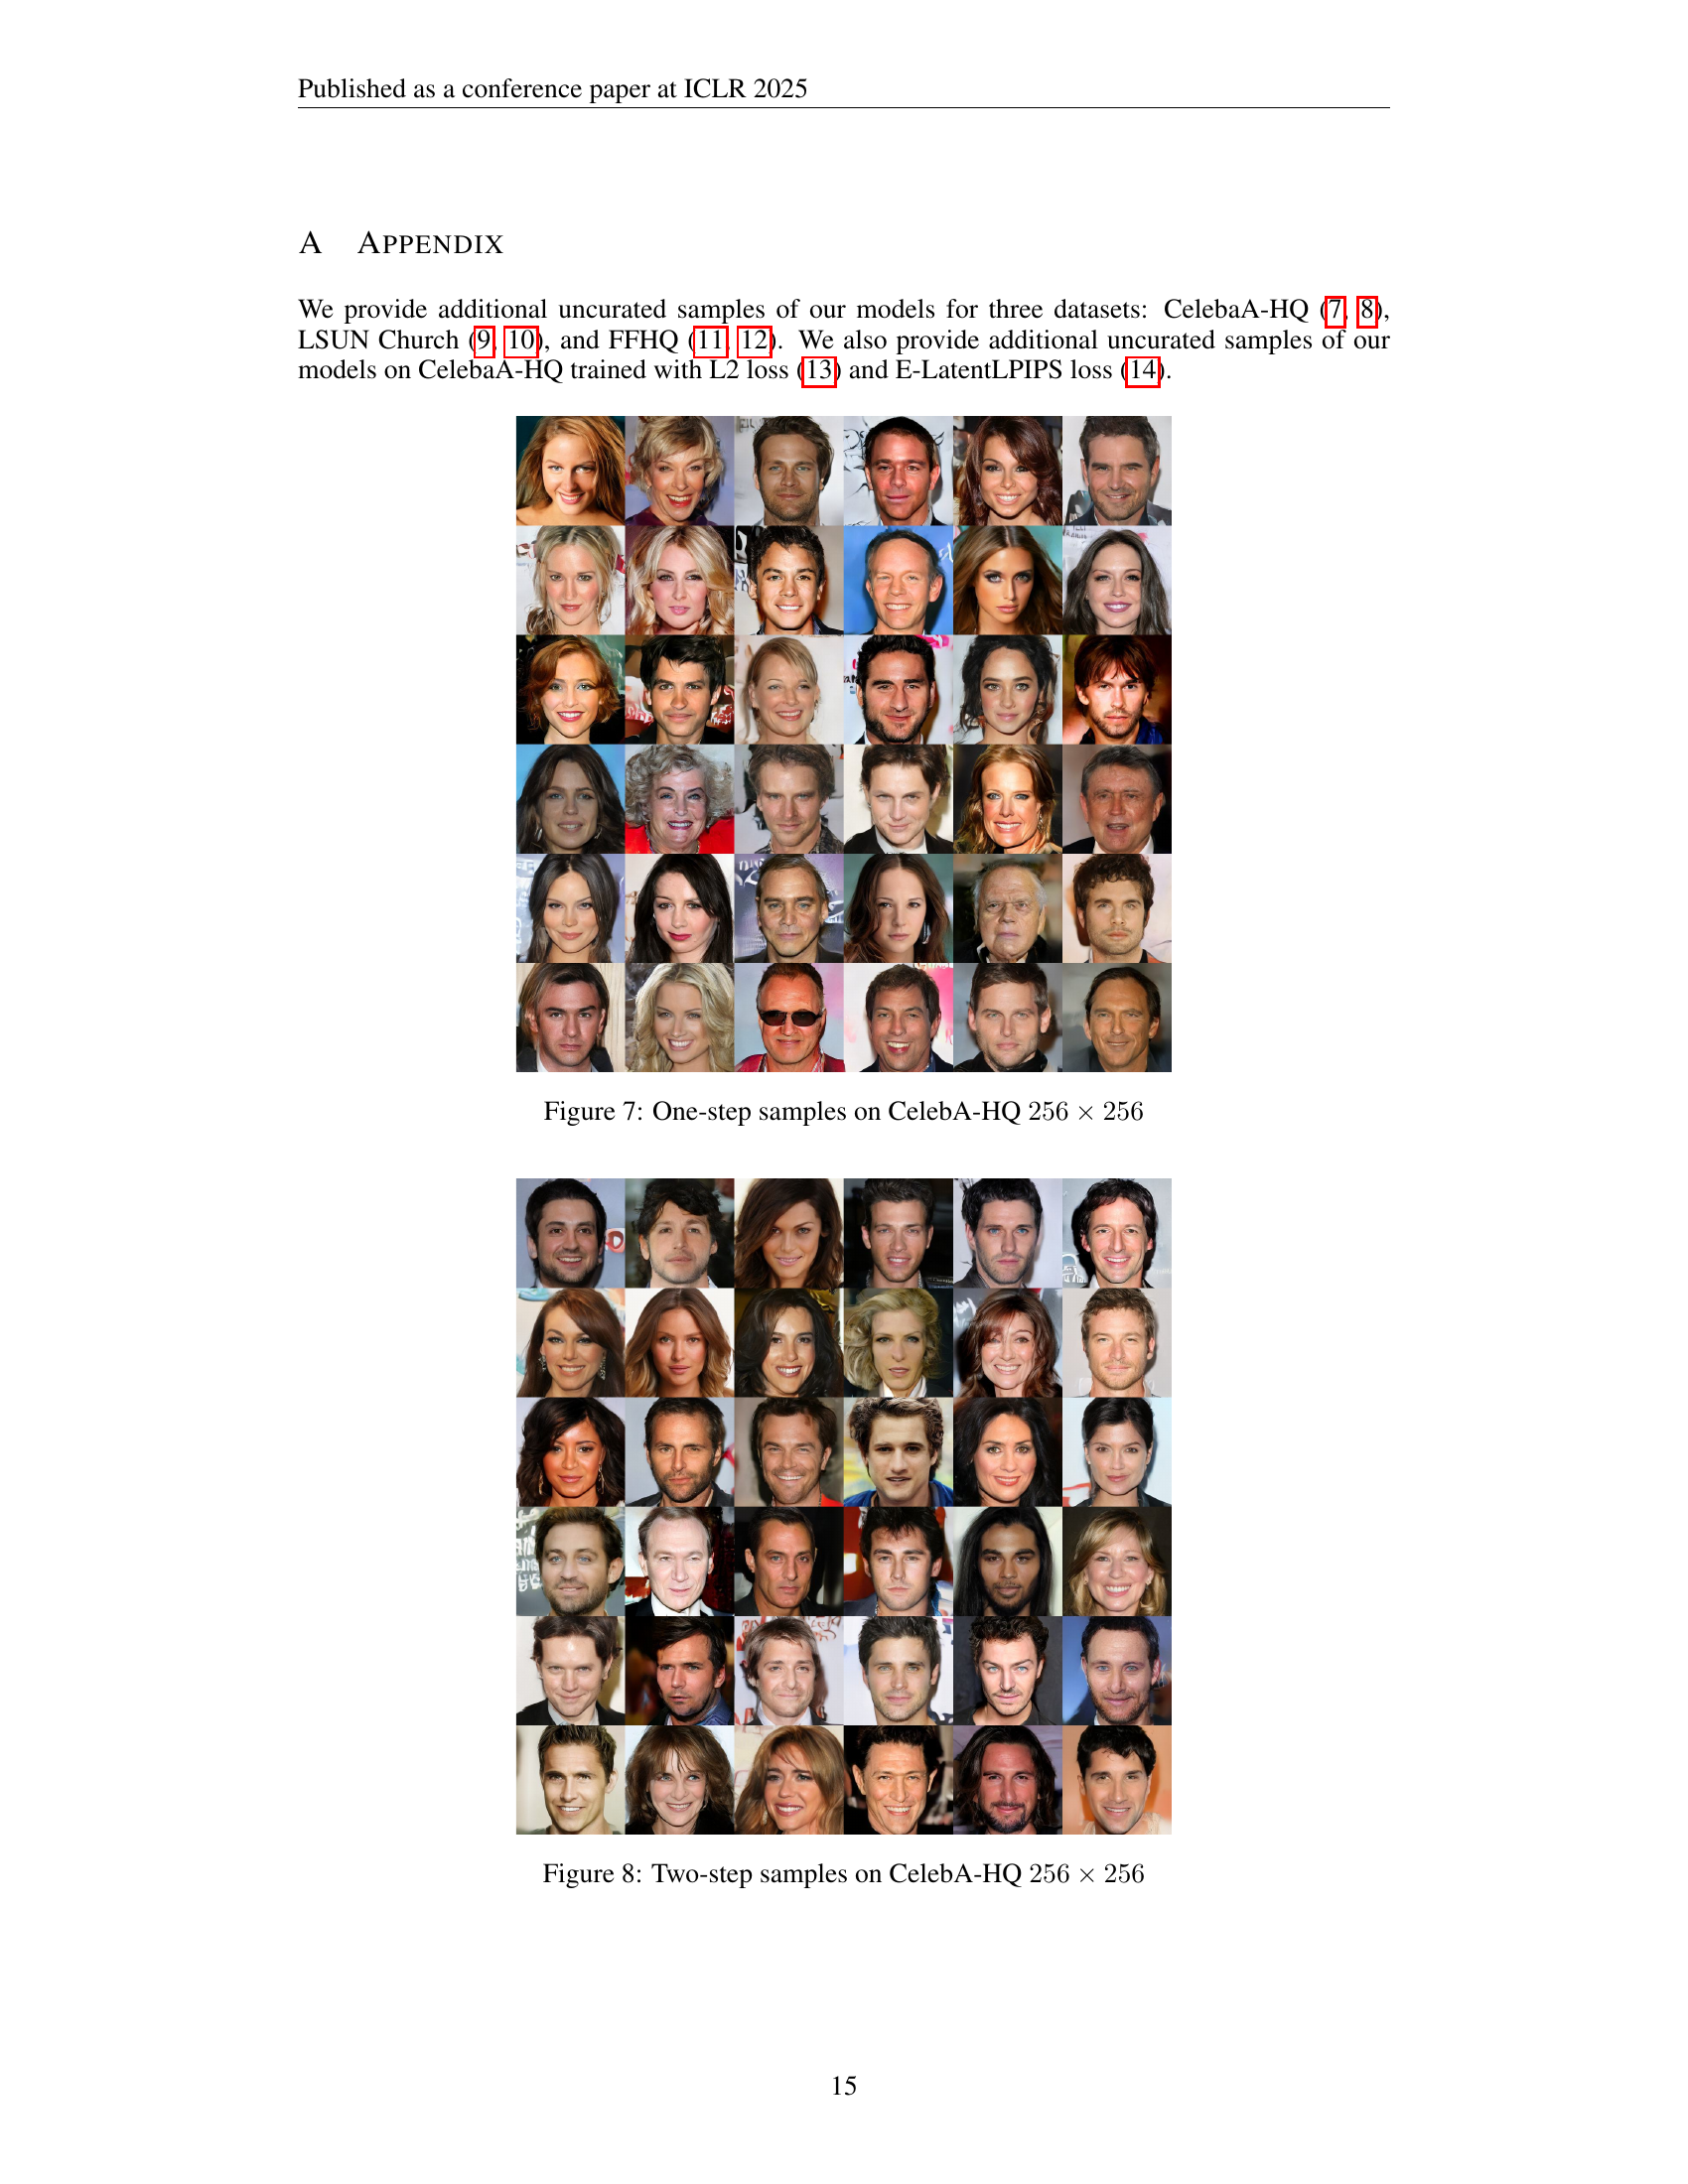 Published as a conference paper at ICLR 2025
A APPENDIX
We provide additional uncurated samples of our models for three datasets: CelebaA-HQ (7, 8),
LSUN Church (9, 10), and FFHQ (11, 12). We also provide additional uncurated samples of our
models on CelebaA-HQ trained with L2 loss (13) and E-LatentLPIPS loss (14).
Figure 7: One-step samples on CelebA-HQ 256 × 256
Figure 8: Two-step samples on CelebA-HQ 256 × 256
15